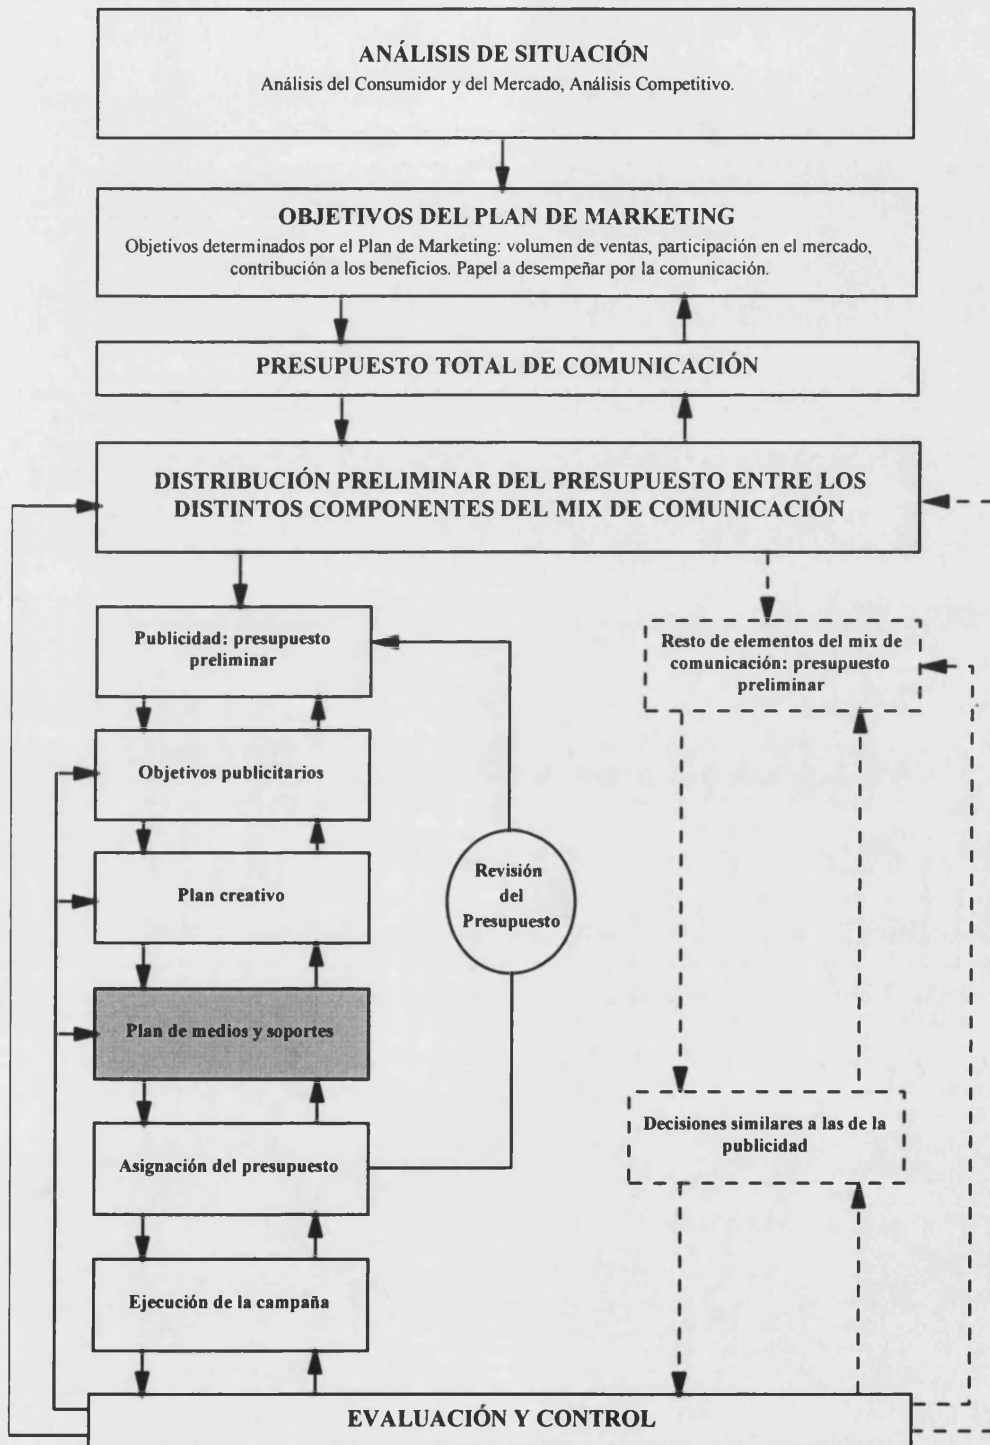 ANÁLISIS DE SITUACIÓN
Análisis del Consumidor y del Mercado, Análisis Competitivo.
OBJETIVOS DEL PLAN DE MARKETING
Objetivos determinados por el Plan de Marketing: volumen de ventas, participación en el mercado,
contribución a los beneficios. Papel a desempeñar por la comunicación.
PRESUPUESTO TOTAL DE COMUNICACIÓN
DISTRIBUCIÓN PRELIMINAR DEL PRESUPUESTO ENTRE LOS
DISTINTOS COMPONENTES DEL MIX DE COMUNICACIÓN
Publicidad: presupuesto
preliminar
Resto de elementos del mix de
comunicación: presupuesto
preliminar
Objetivos publicitarios
Plan creativo
Revisión
del
Presupuesto
Plan de medios y soportes
Asignación del presupuesto
Decisiones similares a las de la
publicidad
Ejecución de la campaña
EVALUACIÓN Y CONTROL